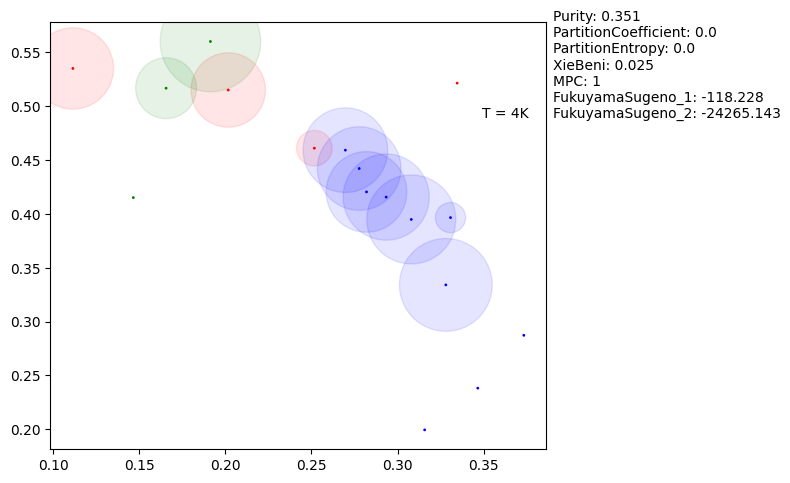 Purity: 0.351
PartitionCoefficient: 0.0
PartitionEntropy: 0.0
XieBeni: 0.025
MPC: 1
FukuyamaSugeno_1: -118.228
FukuyamaSugeno_2: -24265.143
T = 4K
0.55
0.50
0.45
0.40
0.35
0.30
0.25
0.20
0.10 0.15 0.20 0.25 0.30 0.35